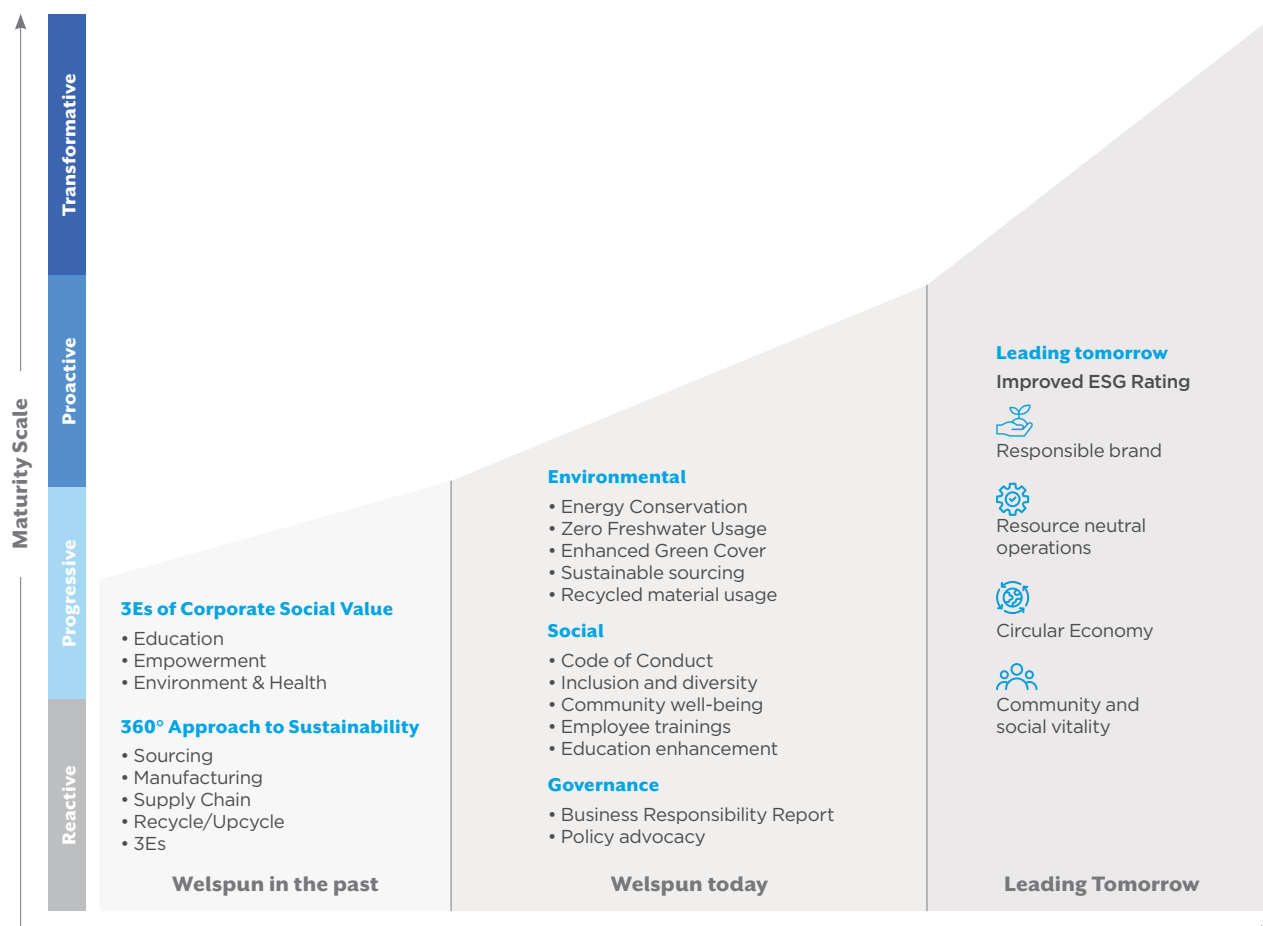 Maturity Scale
Transformative
Proactive
Progressive
Reactive
3Es of Corporate Social Value
• Education
• Empowerment
• Environment & Health
360° Approach to Sustainability
• Sourcing
• Manufacturing
• Supply Chain
• Recycle/Upcycle
• 3Es
Welspun in the past
Environmental
• Energy Conservation
• Zero Freshwater Usage
• Enhanced Green Cover
• Sustainable sourcing
• Recycled material usage
Social
• Code of Conduct
• Inclusion and diversity
• Community well-being
• Employee trainings
• Education enhancement
Governance
• Business Responsibility Report
• Policy advocacy
Welspun today
Leading tomorrow
Improved ESG Rating
Responsible brand
Resource neutral
operations
Circular Economy
Community and
social vitality
Leading Tomorrow